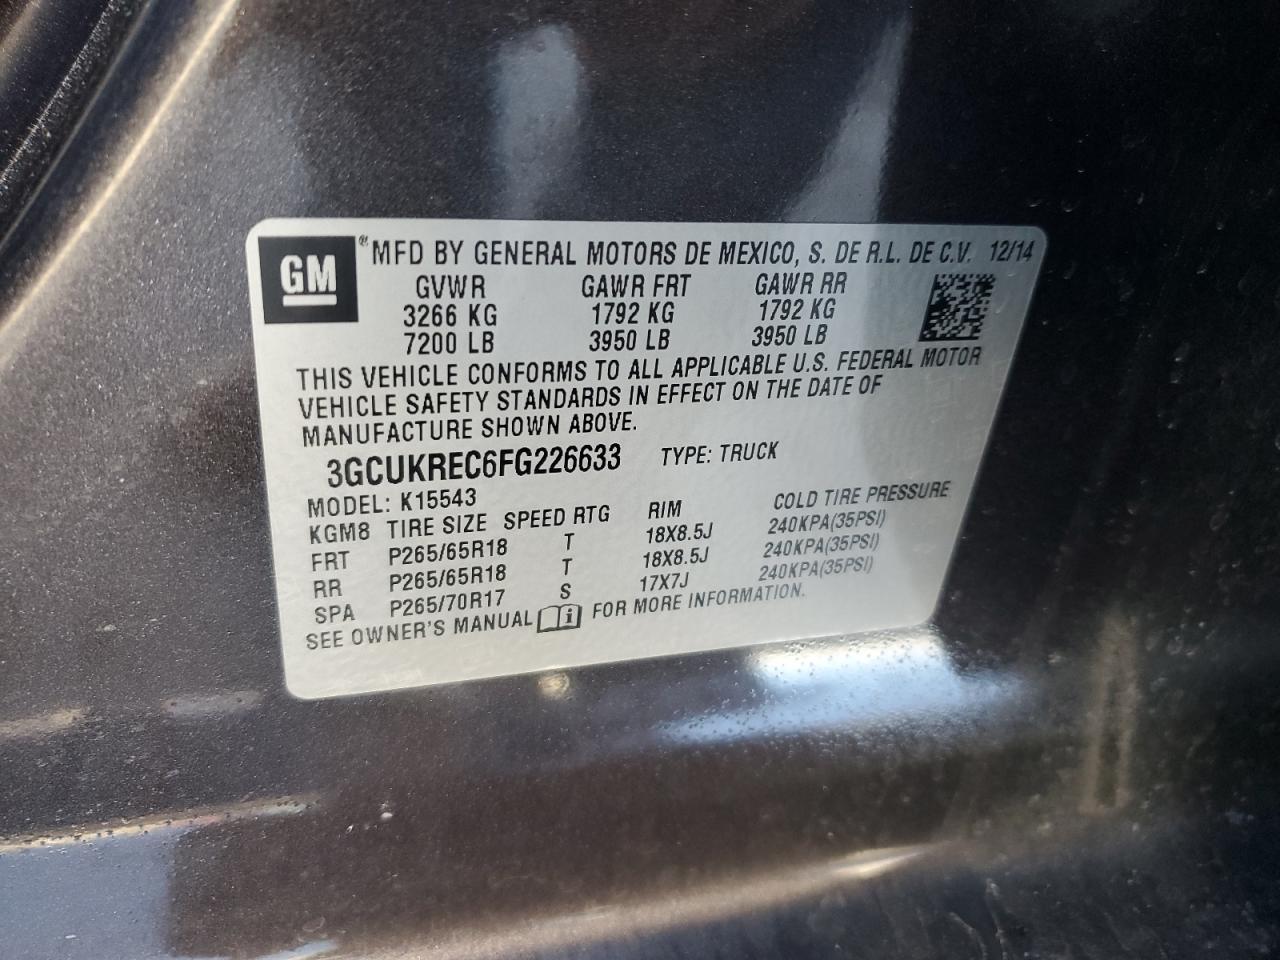 GM
® MFD BY GENERAL MOTORS DE MEXICO, S. DE R.L. DE C.V. 12/14
GVWR GAWR FRT GAWR RR
3266 KG 1792 KG 1792 KG
7200 LB 3950 LB 3950 LB
THIS VEHICLE CONFORMS TO ALL APPLICABLE U.S. FEDERAL MOTOR
VEHICLE SAFETY STANDARDS IN EFFECT ON THE DATE OF
MANUFACTURE SHOWN ABOVE.
3GCUKREC6FG226633 TYPE: TRUCK
MODEL: K15543
KGM8 TIRE SIZE SPEED RTG RIM COLD TIRE PRESSURE
FRT P265/65R18 T 18X8.5J 240KPA(35PSI)
RR P265/65R18 T 18X8.5J 240KPA(35PSI)
SPA P265/70R17 S 17X7J 240KPA(35PSI)
SEE OWNER'S MANUAL i FOR MORE INFORMATION.